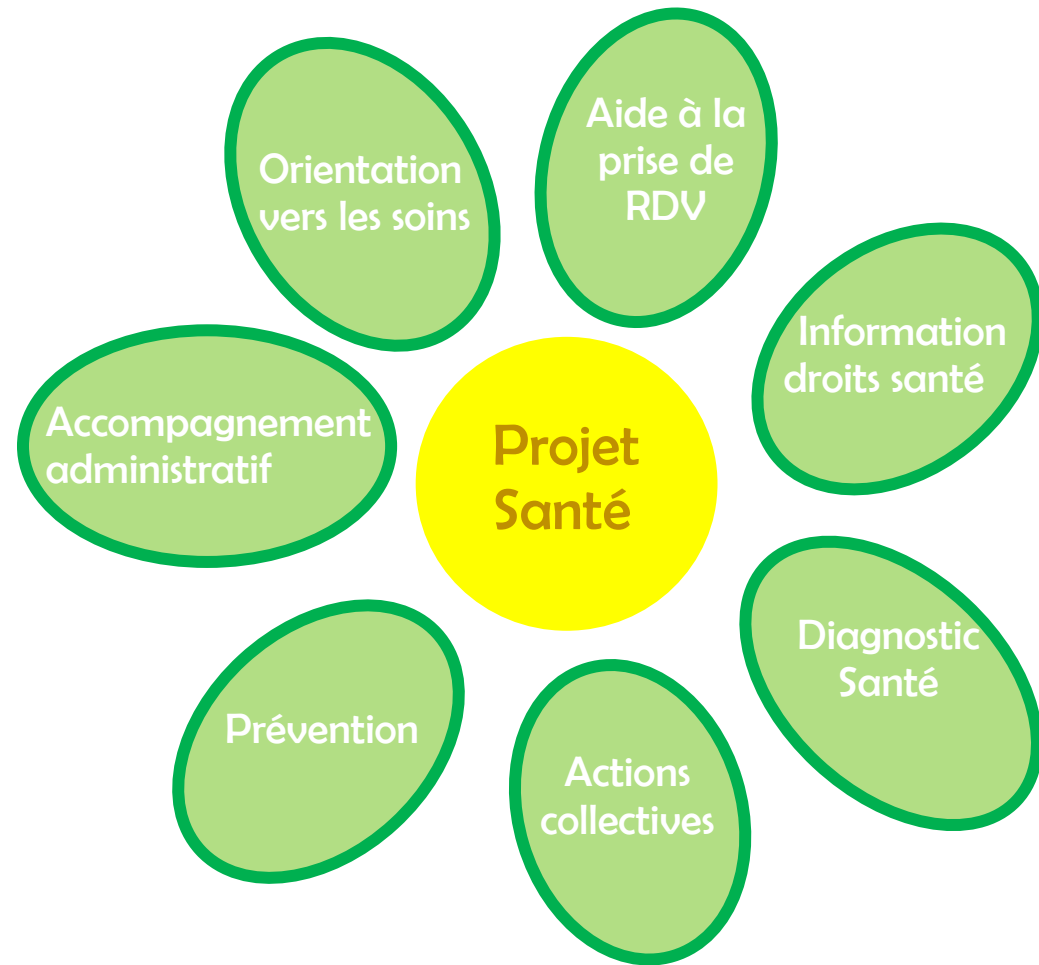 Aide à la
prise de
RDV
Orientation
vers les soins
Information
droits santé
Accompagnement
administratif
Projet
Santé
Diagnostic
Santé
Prévention
Actions
collectives